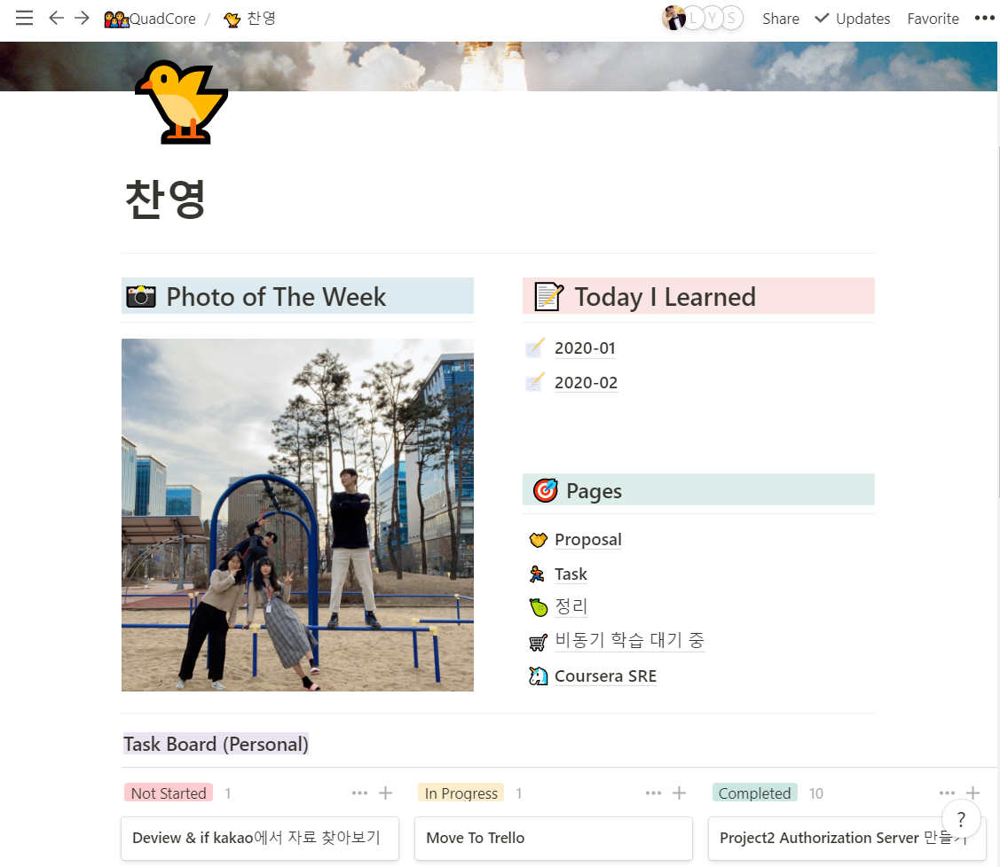 QuadCore / 찬영
L Y S Share Updates Favorite
찬영
Photo of The Week
Today I Learned
2020-01
2020-02
Pages
Proposal
Task
정리
비동기 학습 대기 중
Coursera SRE
Task Board (Personal)
Not Started 1
In Progress 1
Completed 10
Deview & if kakao에서 자료 찾아보기
Move To Trello
Project2 Authorization Server 만들기
?